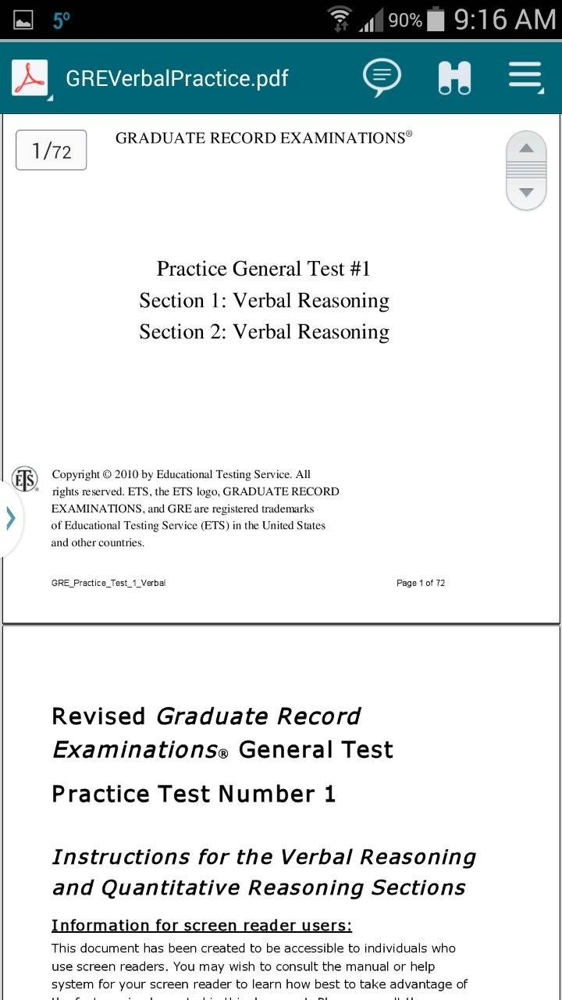 5º
90%
9:16 AM
GREVerbalPractice.pdf
1/72
GRADUATE RECORD EXAMINATIONS®
Practice General Test #1
Section 1: Verbal Reasoning
Section 2: Verbal Reasoning
ETS
Copyright © 2010 by Educational Testing Service. All
rights reserved. ETS, the ETS logo, GRADUATE RECORD
EXAMINATIONS, and GRE are registered trademarks
of Educational Testing Service (ETS) in the United States
and other countries.
GRE_Practice_Test_1_Verbal
Page 1 of 72
Revised Graduate Record
Examinations® General Test
Practice Test Number 1
Instructions for the Verbal Reasoning
and Quantitative Reasoning Sections
Information for screen reader users:
This document has been created to be accessible to individuals who
use screen readers. You may wish to consult the manual or help
system for your screen reader to learn how best to take advantage of